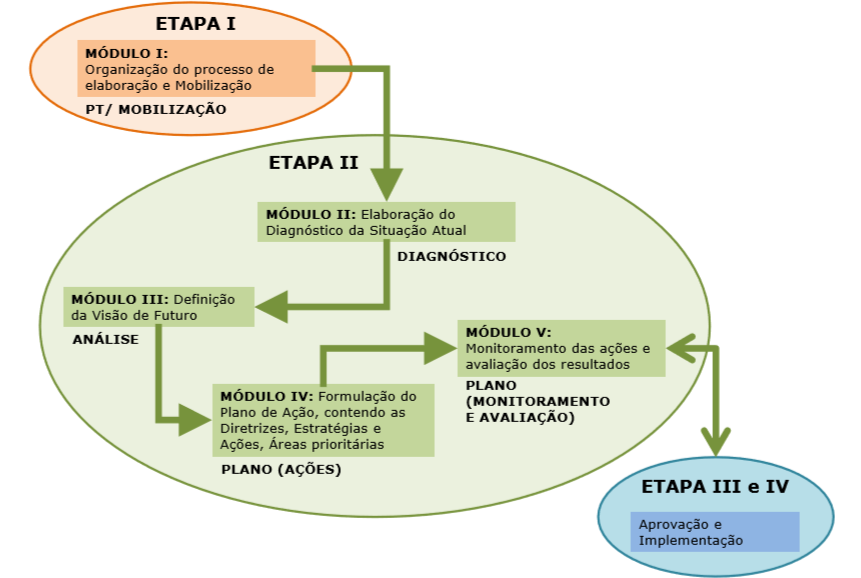 ETAPA I
MÓDULO I:
Organização do processo de
elaboração e Mobilização
PT/ MOBILIZAÇÃO
ETAPA II
MÓDULO II: Elaboração do
Diagnóstico da Situação Atual
DIAGNÓSTICO
MÓDULO III: Definição
da Visão de Futuro
ANÁLISE
MÓDULO IV: Formulação do
Plano de Ação, contendo as
Diretrizes, Estratégias e
Ações, Áreas prioritárias
PLANO (AÇÕES)
MÓDULO V:
Monitoramento das ações e
avaliação dos resultados
PLANO
(MONITORAMENTO
E AVALIAÇÃO)
ETAPA III e IV
Aprovação e
Implementação